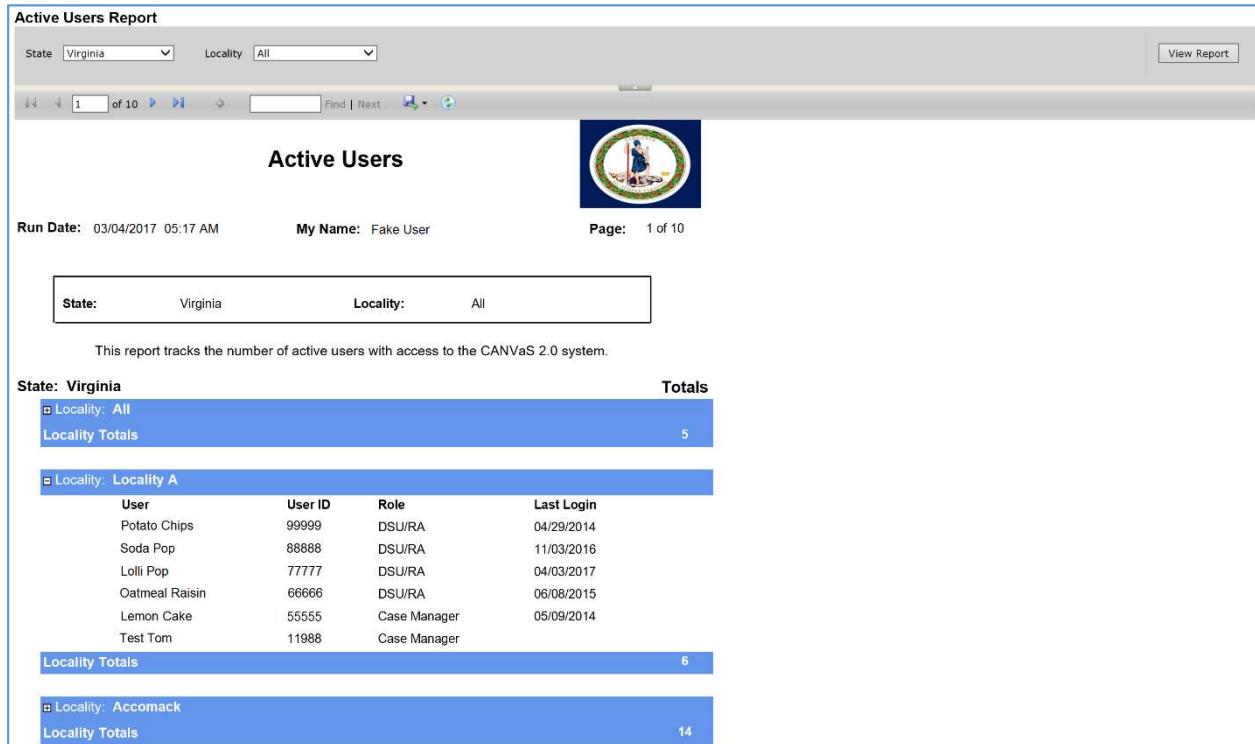 Active Users Report
State Virginia Locality All View Report
1 of 10 Find | Next
Active Users
Run Date: 03/04/2017 05:17 AM My Name: Fake User Page: 1 of 10
State: Virginia Locality: All
This report tracks the number of active users with access to the CANVaS 2.0 system.
State: Virginia Totals
Locality: All
Locality Totals 5
Locality: Locality A
User User ID Role Last Login
Potato Chips 99999 DSU/RA 04/29/2014
Soda Pop 88888 DSU/RA 11/03/2016
Lolli Pop 77777 DSU/RA 04/03/2017
Oatmeal Raisin 66666 DSU/RA 06/08/2015
Lemon Cake 55555 Case Manager 05/09/2014
Test Tom 11988 Case Manager
Locality Totals 6
Locality: Accomack
Locality Totals 14